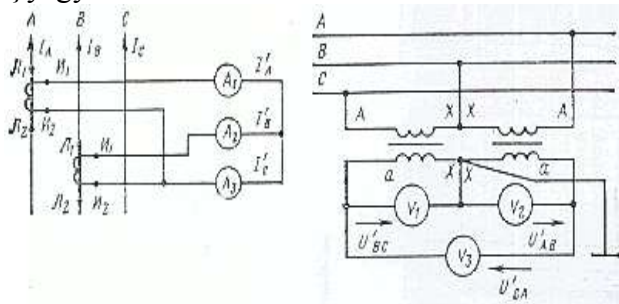 A B C
I_A I_B I_C
Л₁ И₁ A₁ I'_A
И₂ Л₂
Л₁ И₁ A₂ I'_B
Л₂ И₂ A₃ I'_C
A
B
C
A X X A
a X X a
V₁ V₂
U'_BC U'_AB
V₃
U'_CA